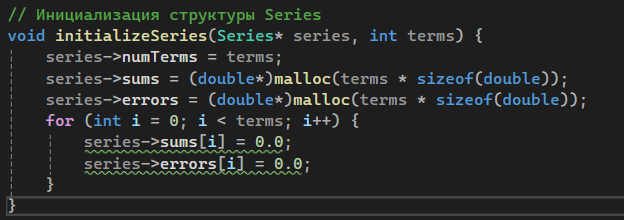 // Инициализация структуры Series
void initializeSeries(Series* series, int terms) {
    series->numTerms = terms;
    series->sums = (double*)malloc(terms * sizeof(double));
    series->errors = (double*)malloc(terms * sizeof(double));
    for (int i = 0; i < terms; i++) {
        series->sums[i] = 0.0;
        series->errors[i] = 0.0;
    }
}